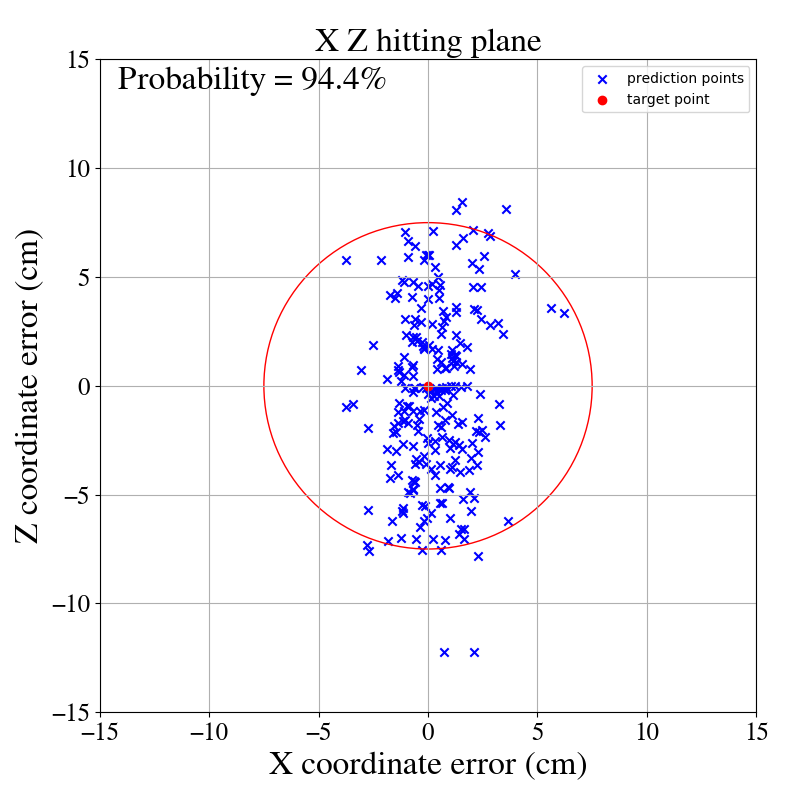 X Z hitting plane
Probability = 94.4%
prediction points
target point
15
10
5
0
−5
−10
−15
Z coordinate error (cm)
−15 −10 −5 0 5 10 15
X coordinate error (cm)